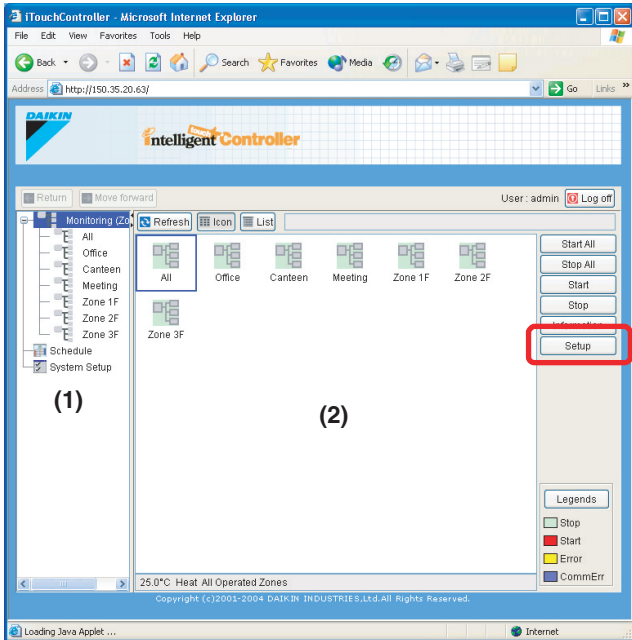 iTouchController - Microsoft Internet Explorer
File Edit View Favorites Tools Help
Back Search Favorites Media
Address http://150.35.20.63/ Go Links »
DAIKIN
intelligent Touch Controller
Return Move forward User : admin Log off
Monitoring (Zo
All
Office
Canteen
Meeting
Zone 1F
Zone 2F
Zone 3F
Schedule
System Setup
(1)
Refresh Icon List
All Office Canteen Meeting Zone 1F Zone 2F
Zone 3F
(2)
Start All
Stop All
Start
Stop
Information
Setup
Legends
Stop
Start
Error
CommErr
25.0°C Heat All Operated Zones
Copyright (c)2001-2004 DAIKIN INDUSTRIES,Ltd.All Rights Reserved.
Loading Java Applet ... Internet